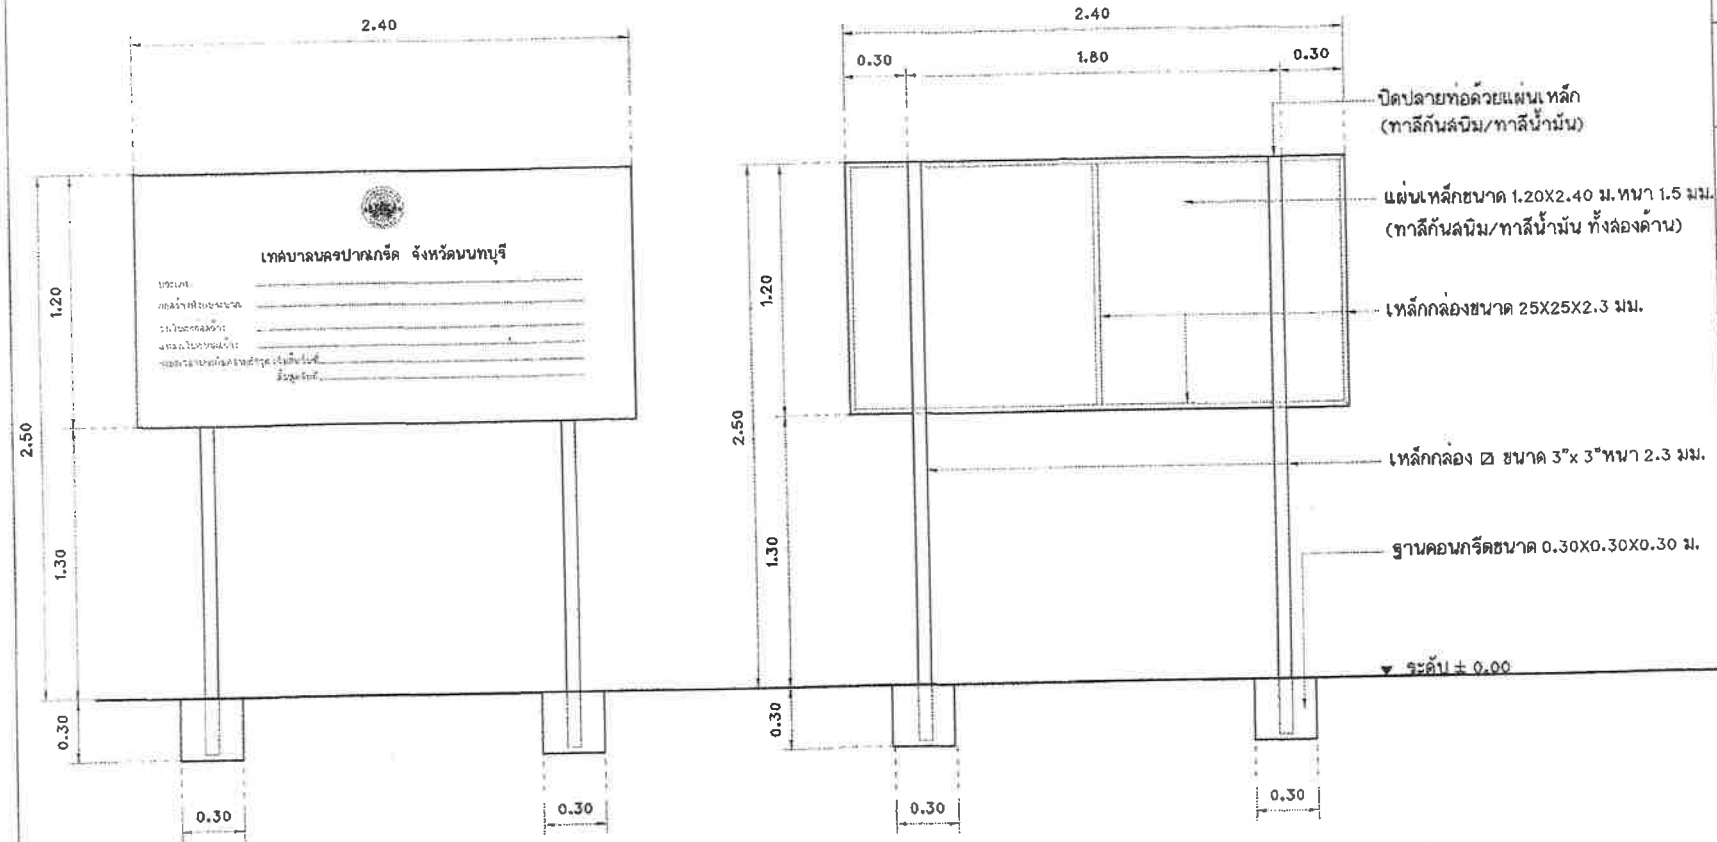 2.40
1.20
2.50
1.30
0.30
0.30
0.30
เทศบาลนครปากเกร็ด จังหวัดนนทบุรี
2.40
0.30
1.80
0.30
1.20
2.50
1.30
0.30
0.30
0.30
ปิดปลายท่อด้วยแผ่นเหล็ก
(ทาสีกันสนิม/ทาสีน้ำมัน)
แผ่นเหล็กขนาด 1.20X2.40 ม.หนา 1.5 มม.
(ทาสีกันสนิม/ทาสีน้ำมัน ทั้งสองด้าน)
เหล็กกล่องขนาด 25X25X2.3 มม.
เหล็กกล่อง ⧄ ขนาด 3"x 3"หนา 2.3 มม.
ฐานคอนกรีตขนาด 0.30X0.30X0.30 ม.
▼ ระดับ ± 0.00